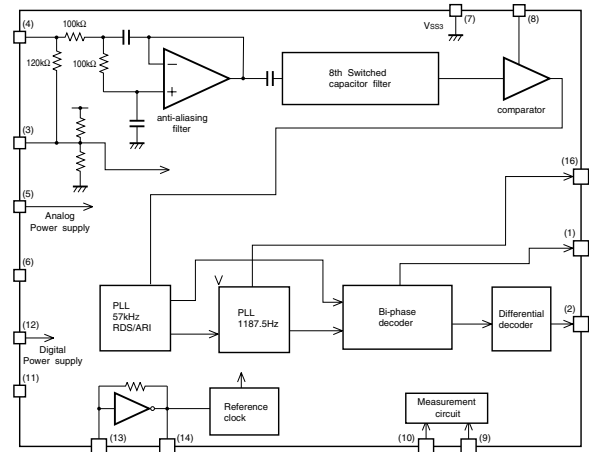 (4)
100kΩ
120kΩ
100kΩ
−
+
anti-aliasing
filter
8th Switched
capacitor filter
VSS3
(7)
(8)
comparator
(3)
(5)
Analog
Power supply
(16)
(1)
(6)
PLL
57kHz
RDS/ARI
PLL
1187.5Hz
Bi-phase
decoder
Differential
decoder
(2)
(12)
Digital
Power supply
(11)
Reference
clock
Measurement
circuit
(13)
(14)
(10)
(9)